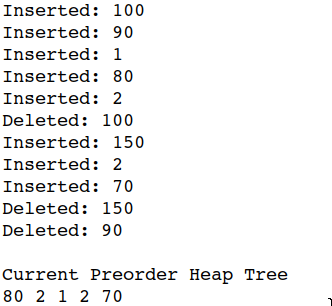 Inserted: 100
Inserted: 90
Inserted: 1
Inserted: 80
Inserted: 2
Deleted: 100
Inserted: 150
Inserted: 2
Inserted: 70
Deleted: 150
Deleted: 90

Current Preorder Heap Tree
80 2 1 2 70